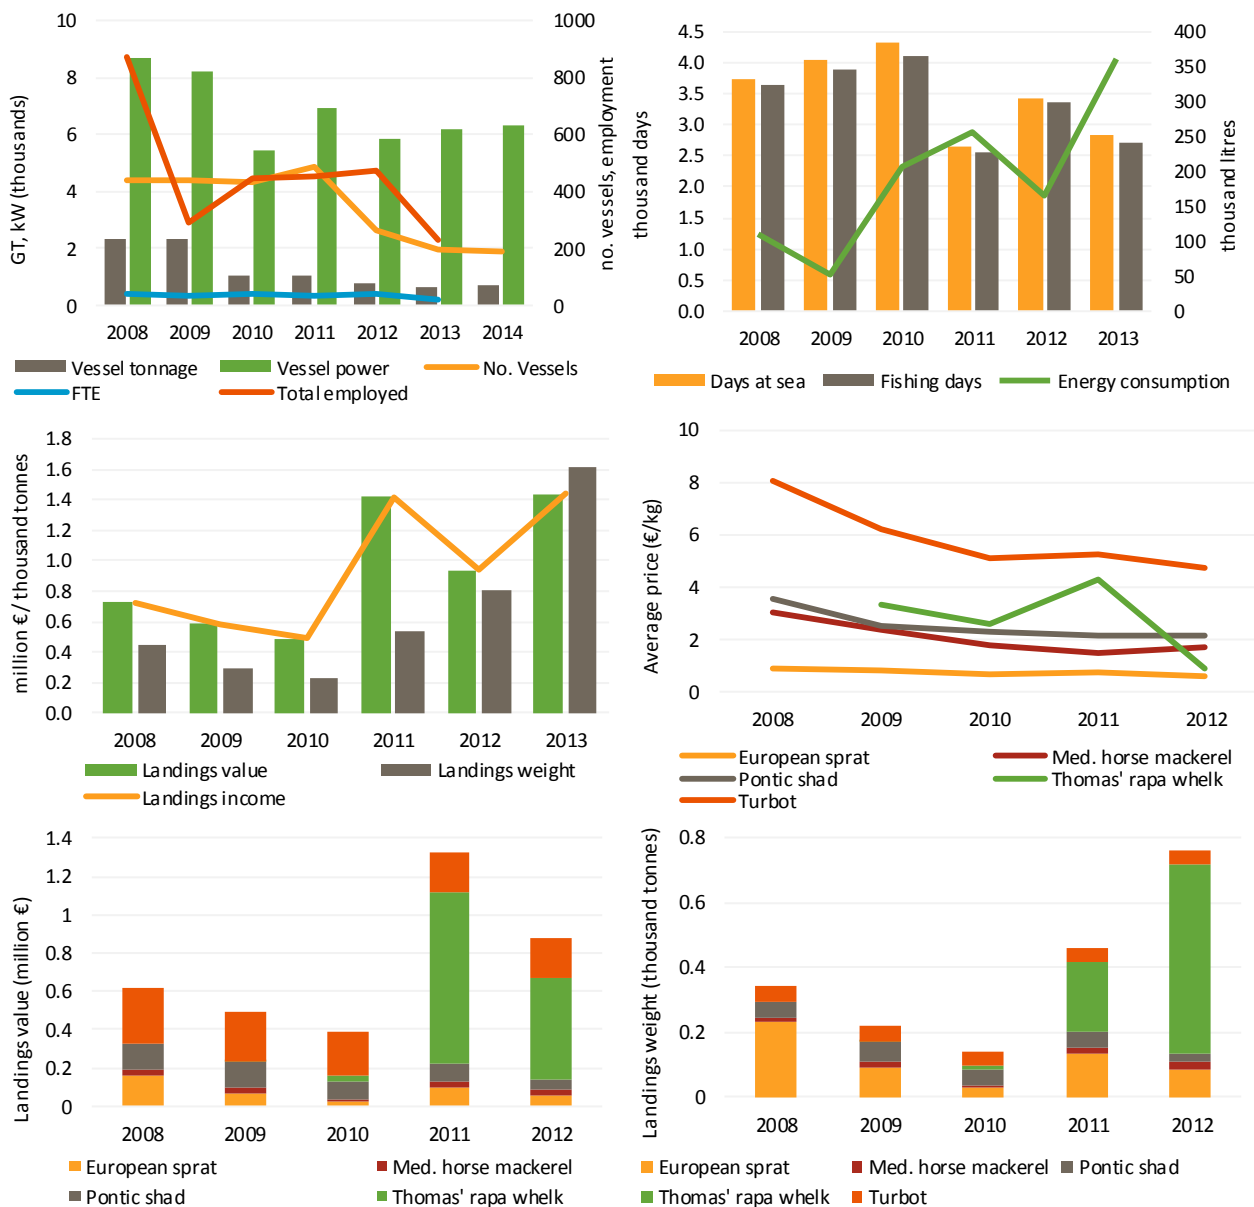 10
8
6
4
2
0
GT, kW (thousands)
1000
800
600
400
200
0
no. vessels, employment
2008 2009 2010 2011 2012 2013 2014
Vessel tonnage Vessel power No. Vessels
FTE Total employed
4.5
4.0
3.5
3.0
2.5
2.0
1.5
1.0
0.5
0.0
thousand days
400
350
300
250
200
150
100
50
0
thousand litres
2008 2009 2010 2011 2012 2013
Days at sea Fishing days Energy consumption
1.8
1.6
1.4
1.2
1.0
0.8
0.6
0.4
0.2
0.0
million €/ thousand tonnes
2008 2009 2010 2011 2012 2013
Landings value Landings weight
Landings income
10
8
6
4
2
0
Average price (€/kg)
2008 2009 2010 2011 2012
European sprat Med. horse mackerel
Pontic shad Thomas' rapa whelk
Turbot
1.4
1.2
1
0.8
0.6
0.4
0.2
0
Landings value (million €)
2008 2009 2010 2011 2012
European sprat Med. horse mackerel
Pontic shad Thomas' rapa whelk
0.8
0.6
0.4
0.2
0
Landings weight (thousand tonnes)
2008 2009 2010 2011 2012
European sprat Med. horse mackerel Pontic shad
Thomas' rapa whelk Turbot